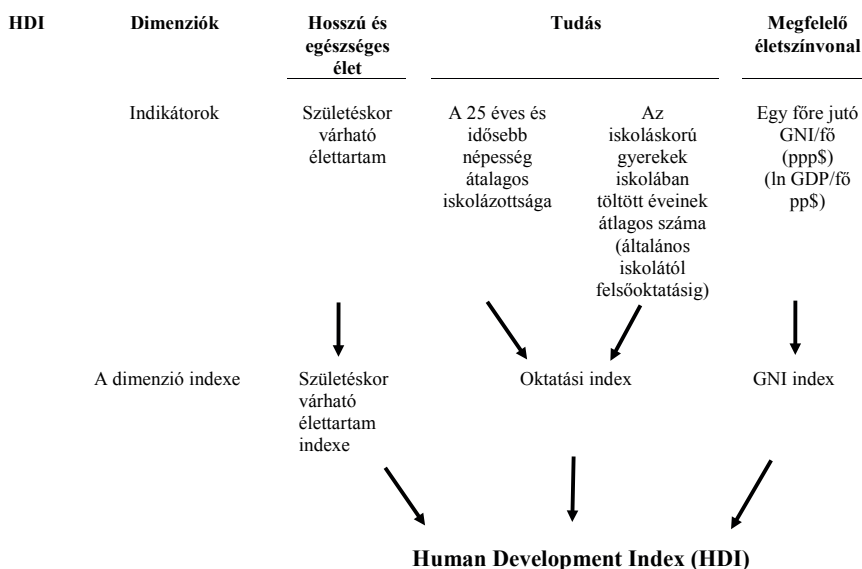 HDI
Dimenziók
Hosszú és
egészséges
élet
Tudás
Megfelelő
életszínvonal
Indikátorok
Születéskor
várható
élettartam
A 25 éves és
idősebb
népesség
átalagos
iskolázottsága
Az
iskoláskorú
gyerekek
iskolában
töltött éveinek
átlagos száma
(általános
iskolától
felsőoktatásig)
Egy főre jutó
GNI/fő
(ppp$)
(ln GDP/fő
pp$)
A dimenzió indexe
Születéskor
várható
élettartam
indexe
Oktatási index
GNI index
Human Development Index (HDI)